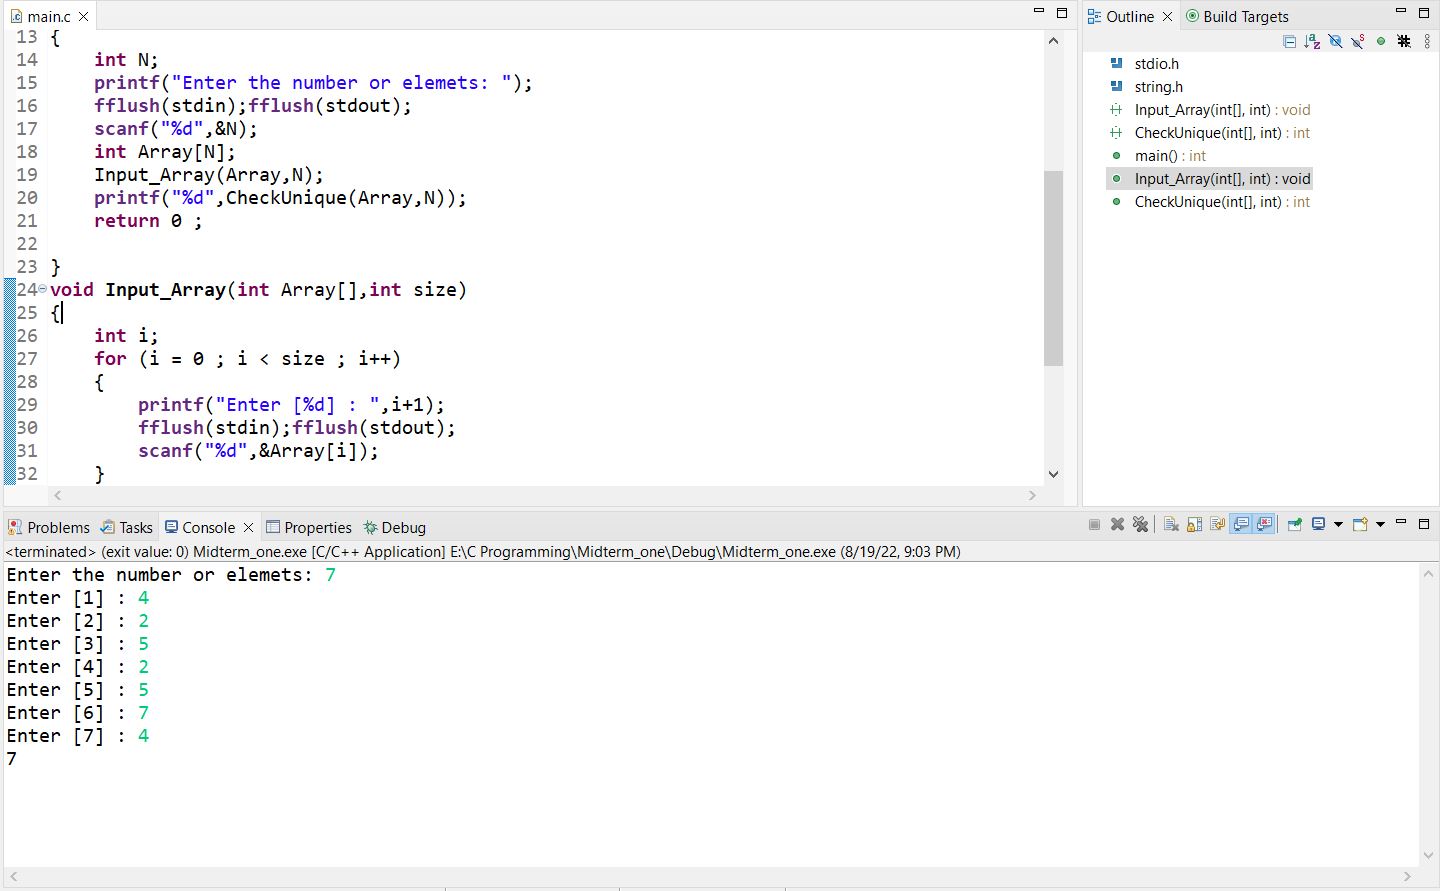 main.c
13 {
14     int N;
15     printf("Enter the number or elemets: ");
16     fflush(stdin);fflush(stdout);
17     scanf("%d",&N);
18     int Array[N];
19     Input_Array(Array,N);
20     printf("%d",CheckUnique(Array,N));
21     return 0 ;
22
23 }
24 void Input_Array(int Array[],int size)
25 {
26     int i;
27     for (i = 0 ; i < size ; i++)
28     {
29         printf("Enter [%d] : ",i+1);
30         fflush(stdin);fflush(stdout);
31         scanf("%d",&Array[i]);
32     }
Outline Build Targets
stdio.h
string.h
Input_Array(int[], int) : void
CheckUnique(int[], int) : int
main() : int
Input_Array(int[], int) : void
CheckUnique(int[], int) : int
Problems Tasks Console Properties Debug
<terminated> (exit value: 0) Midterm_one.exe [C/C++ Application] E:\C Programming\Midterm_one\Debug\Midterm_one.exe (8/19/22, 9:03 PM)
Enter the number or elemets: 7
Enter [1] : 4
Enter [2] : 2
Enter [3] : 5
Enter [4] : 2
Enter [5] : 5
Enter [6] : 7
Enter [7] : 4
7